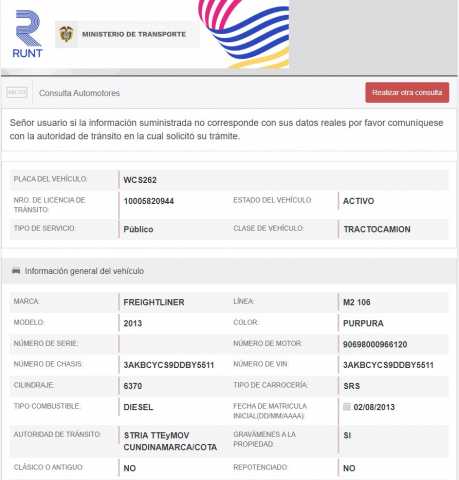 RUNT
MINISTERIO DE TRANSPORTE
Consulta Automotores
Realizar otra consulta
Señor usuario si la información suministrada no corresponde con sus datos reales por favor comuníquese
con la autoridad de tránsito en la cual solicitó su trámite.
PLACA DEL VEHÍCULO: WCS262
NRO. DE LICENCIA DE TRÁNSITO: 10005820944 ESTADO DEL VEHÍCULO: ACTIVO
TIPO DE SERVICIO: Público CLASE DE VEHÍCULO: TRACTOCAMION
Información general del vehículo
MARCA: FREIGHTLINER LÍNEA: M2 106
MODELO: 2013 COLOR: PURPURA
NÚMERO DE SERIE: NÚMERO DE MOTOR: 90698000966120
NÚMERO DE CHASIS: 3AKBCYCS9DDBY5511 NÚMERO DE VIN: 3AKBCYCS9DDBY5511
CILINDRAJE: 6370 TIPO DE CARROCERÍA: SRS
TIPO COMBUSTIBLE: DIESEL FECHA DE MATRICULA INICIAL(DD/MM/AAAA): 02/08/2013
AUTORIDAD DE TRÁNSITO: STRIA TTEyMOV CUNDINAMARCA/COTA GRAVÁMENES A LA PROPIEDAD: SI
CLÁSICO O ANTIGUO: NO REPOTENCIADO: NO